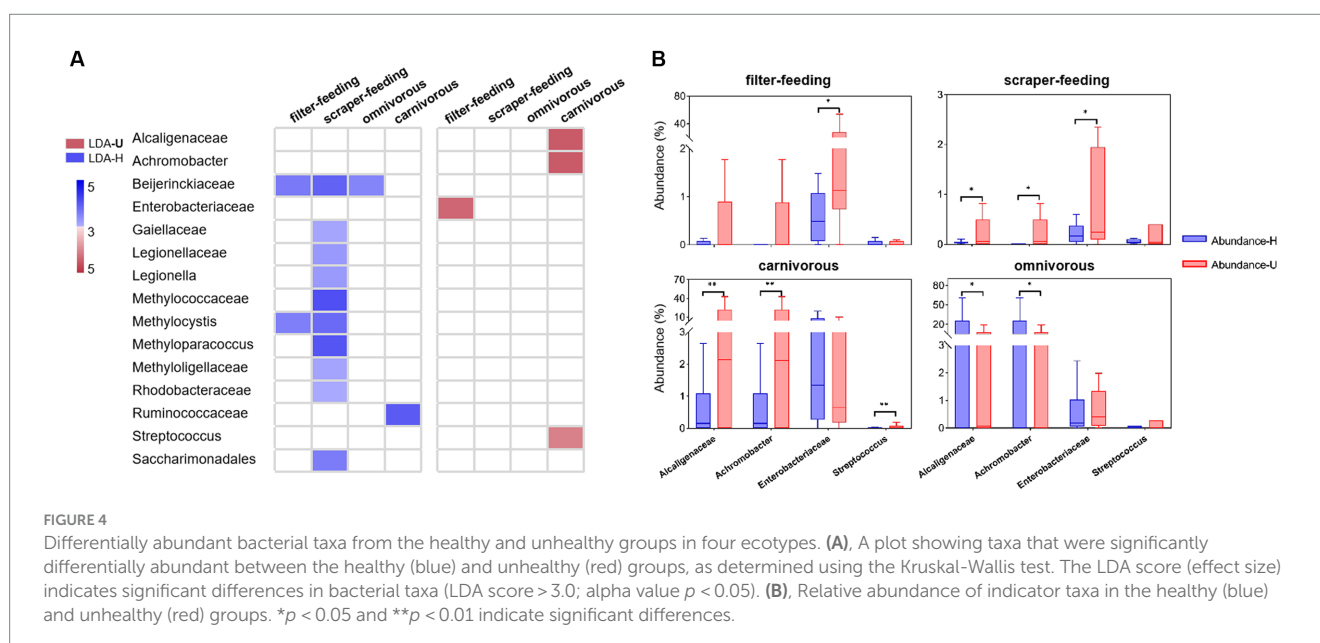 A
filter-feeding
scraper-feeding
omnivorous
carnivorous
filter-feeding
scraper-feeding
omnivorous
carnivorous
LDA-U
LDA-H
5
3
5
Alcaligenaceae
Achromobacter
Beijerinckiaceae
Enterobacteriaceae
Gaiellaceae
Legionellaceae
Legionella
Methylococcaceae
Methylocystis
Methyloparacoccus
Methyloligellaceae
Rhodobacteraceae
Ruminococcaceae
Streptococcus
Saccharimonadales
B
filter-feeding
Abundance (%)
80
40
2
1
0
*
scraper-feeding
3
2
1
0
* * *
Abundance-H
Abundance-U
carnivorous
Abundance (%)
70
40
10
3
2
1
0
** ** **
Alcaligenaceae
Achromobacter
Enterobacteriaceae
Streptococcus
omnivorous
80
50
20
3
2
1
0
* *
Alcaligenaceae
Achromobacter
Enterobacteriaceae
Streptococcus
FIGURE 4
Differentially abundant bacterial taxa from the healthy and unhealthy groups in four ecotypes. (A), A plot showing taxa that were significantly
differentially abundant between the healthy (blue) and unhealthy (red) groups, as determined using the Kruskal-Wallis test. The LDA score (effect size)
indicates significant differences in bacterial taxa (LDA score > 3.0; alpha value p < 0.05). (B), Relative abundance of indicator taxa in the healthy (blue)
and unhealthy (red) groups. *p < 0.05 and **p < 0.01 indicate significant differences.